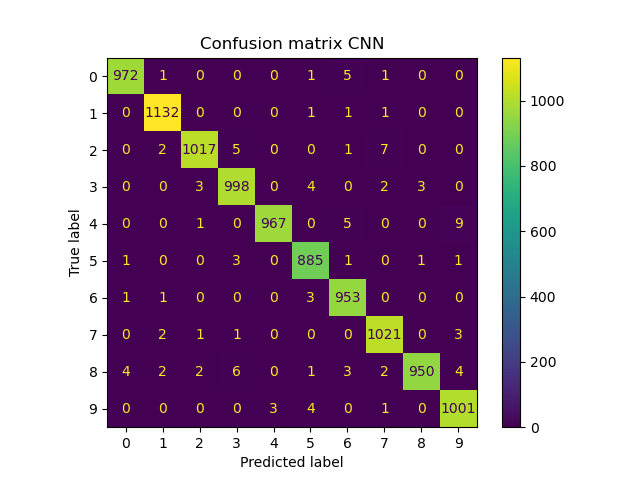 Confusion matrix CNN
0 972 1 0 0 0 1 5 1 0 0
1 0 1132 0 0 0 1 1 1 0 0
2 0 2 1017 5 0 0 1 7 0 0
3 0 0 3 998 0 4 0 2 3 0
4 0 0 1 0 967 0 5 0 0 9
5 1 0 0 3 0 885 1 0 1 1
6 1 1 0 0 0 3 953 0 0 0
7 0 2 1 1 0 0 0 1021 0 3
8 4 2 2 6 0 1 3 2 950 4
9 0 0 0 0 3 4 0 1 0 1001
0 1 2 3 4 5 6 7 8 9
Predicted label
True label
1000
800
600
400
200
0